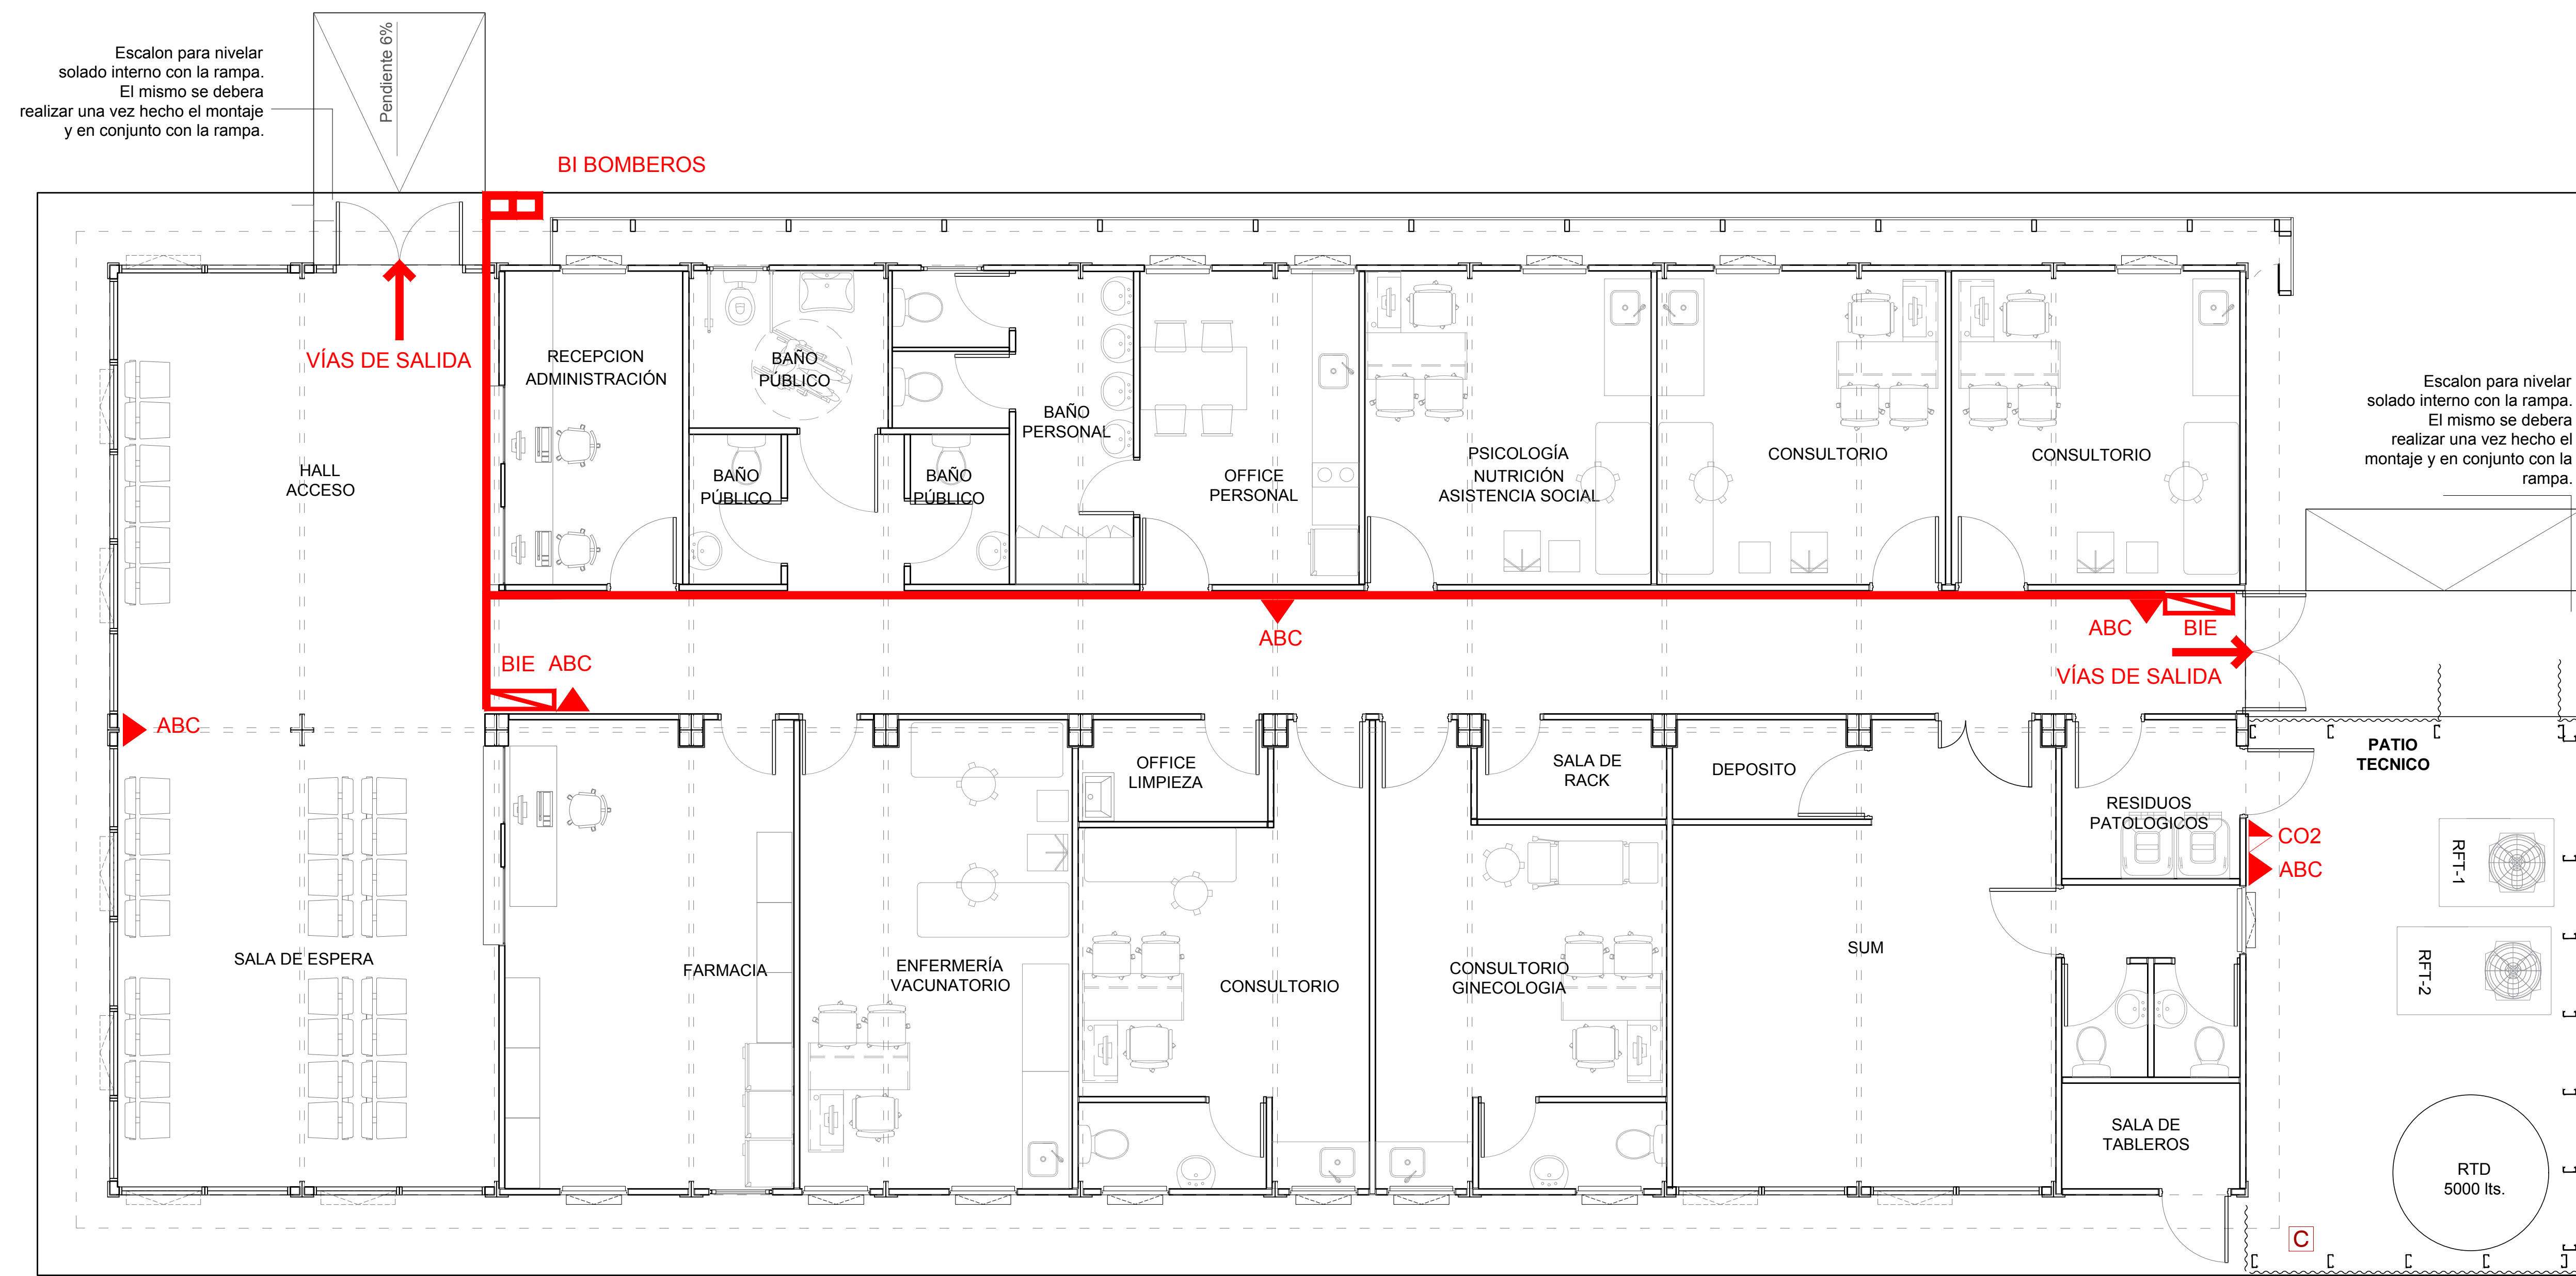 Escalon para nivelar
solado interno con la rampa.
El mismo se debera
realizar una vez hecho el montaje
y en conjunto con la rampa.
Pendiente 6%
BI BOMBEROS
VÍAS DE SALIDA
RECEPCION
ADMINISTRACIÓN
BAÑO
PÚBLICO
BAÑO
PERSONAL
HALL
ACCESO
BAÑO
PÚBLICO
BAÑO
PÚBLICO
OFFICE
PERSONAL
PSICOLOGÍA
NUTRICIÓN
ASISTENCIA SOCIAL
CONSULTORIO
CONSULTORIO
Escalon para nivelar
solado interno con la rampa.
El mismo se debera
realizar una vez hecho el
montaje y en conjunto con la
rampa.
ABC
ABC BIE
BIE ABC
VÍAS DE SALIDA
ABC
OFFICE
LIMPIEZA
SALA DE
RACK
DEPOSITO
PATIO
TECNICO
RESIDUOS
PATOLOGICOS
CO2
ABC
RFT-1
RFT-2
SALA DE ESPERA
FARMACIA
ENFERMERÍA
VACUNATORIO
CONSULTORIO
CONSULTORIO
GINECOLOGIA
SUM
SALA DE
TABLEROS
RTD
5000 lts.
C